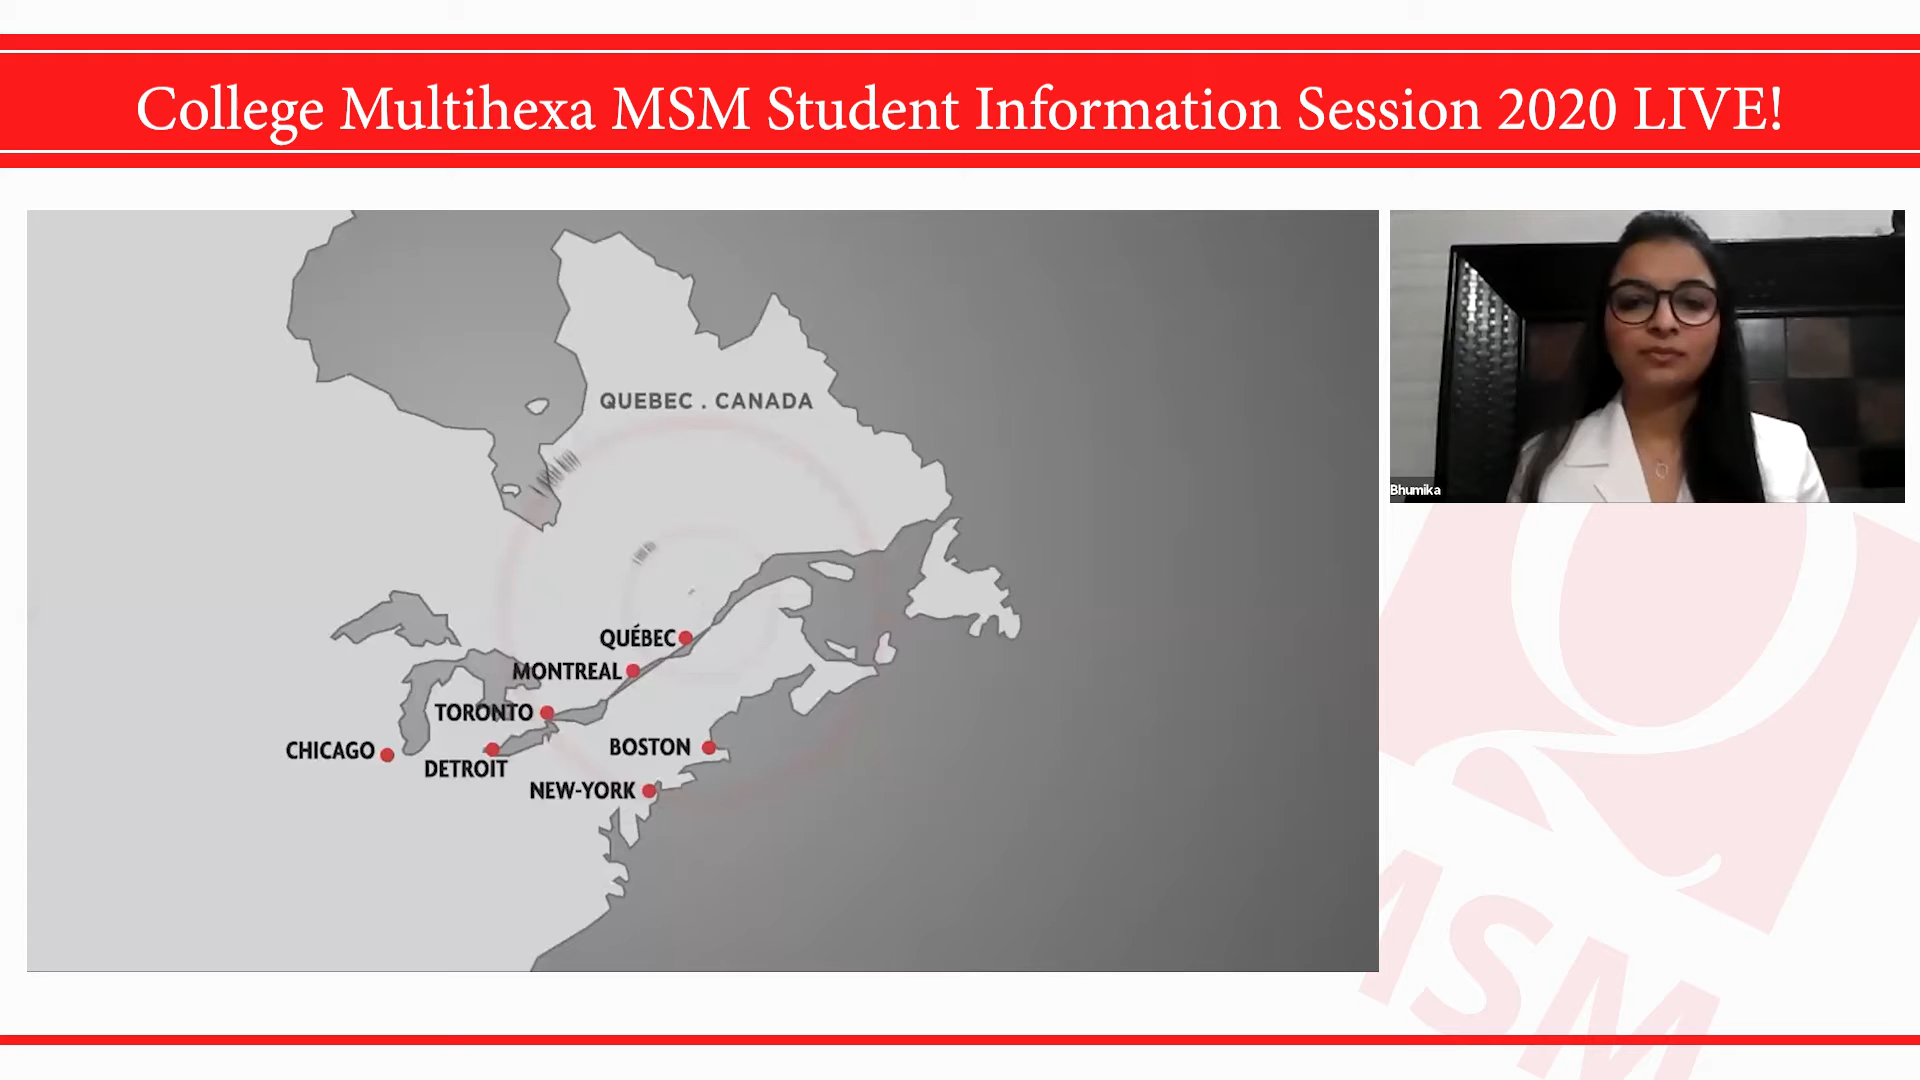 College Multihexa MSM Student Information Session 2020 LIVE!
QUEBEC . CANADA
QUÉBEC
MONTREAL
TORONTO
CHICAGO
DETROIT
BOSTON
NEW-YORK
Bhumika
MSM